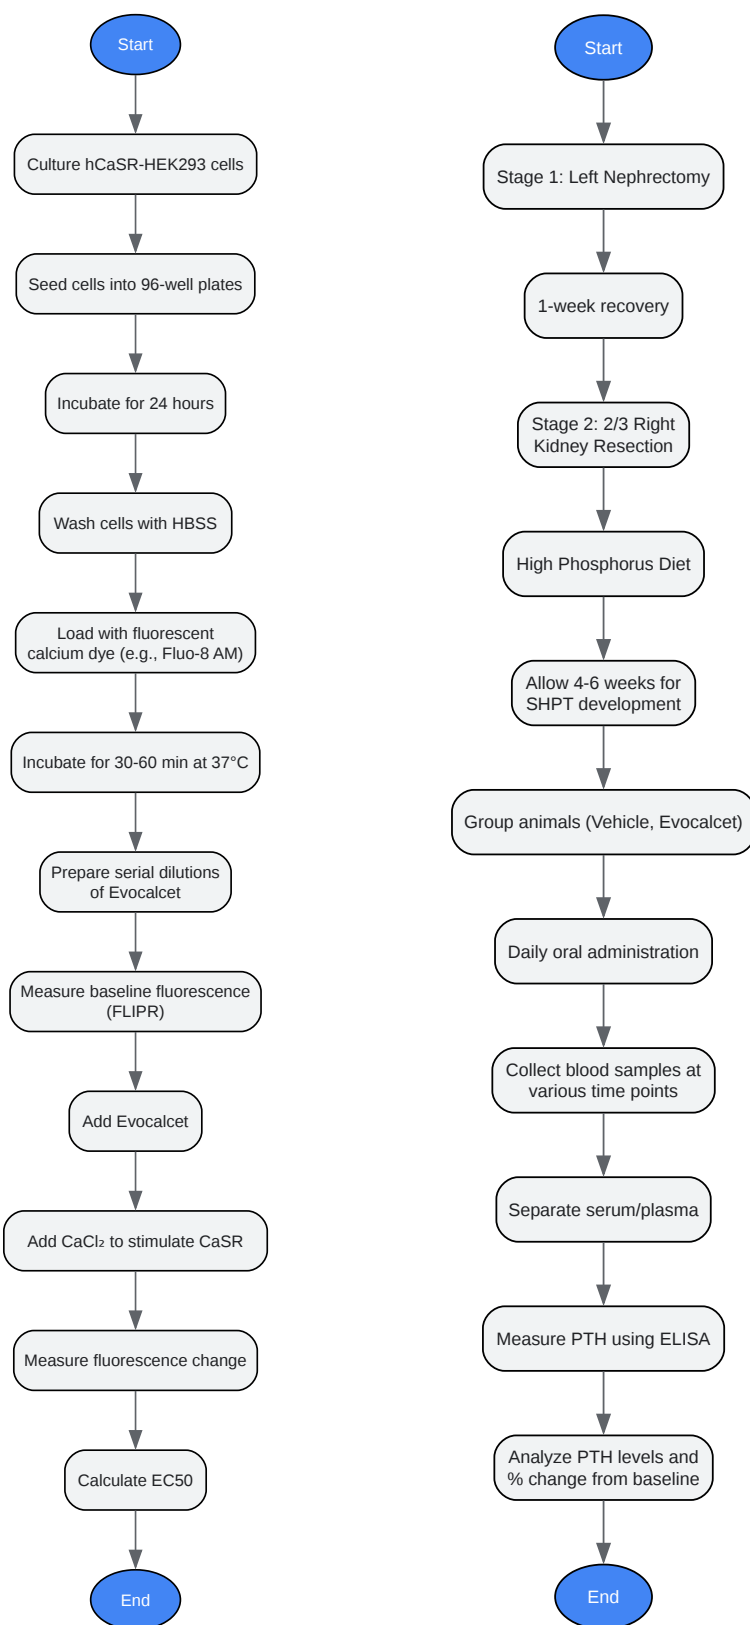 Start
Culture hCaSR-HEK293 cells
Seed cells into 96-well plates
Incubate for 24 hours
Wash cells with HBSS
Load with fluorescent
calcium dye (e.g., Fluo-8 AM)
Incubate for 30-60 min at 37°C
Prepare serial dilutions
of Evocalcet
Measure baseline fluorescence
(FLIPR)
Add Evocalcet
Add CaCl₂ to stimulate CaSR
Measure fluorescence change
Calculate EC50
End
Start
Stage 1: Left Nephrectomy
1-week recovery
Stage 2: 2/3 Right
Kidney Resection
High Phosphorus Diet
Allow 4-6 weeks for
SHPT development
Group animals (Vehicle, Evocalcet)
Daily oral administration
Collect blood samples at
various time points
Separate serum/plasma
Measure PTH using ELISA
Analyze PTH levels and
% change from baseline
End